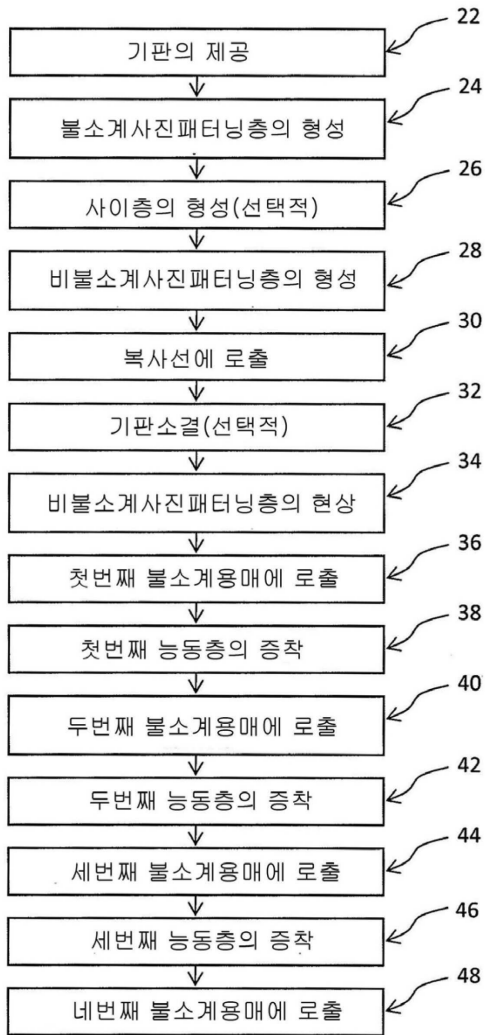 22
기판의 제공
24
불소계사진패터닝층의 형성
26
사이층의 형성(선택적)
28
비불소계사진패터닝층의 형성
30
복사선에 로출
32
기판소결(선택적)
34
비불소계사진패터닝층의 현상
36
첫번째 불소계용매에 로출
38
첫번째 능동층의 증착
40
두번째 불소계용매에 로출
42
두번째 능동층의 증착
44
세번째 불소계용매에 로출
46
세번째 능동층의 증착
48
네번째 불소계용매에 로출